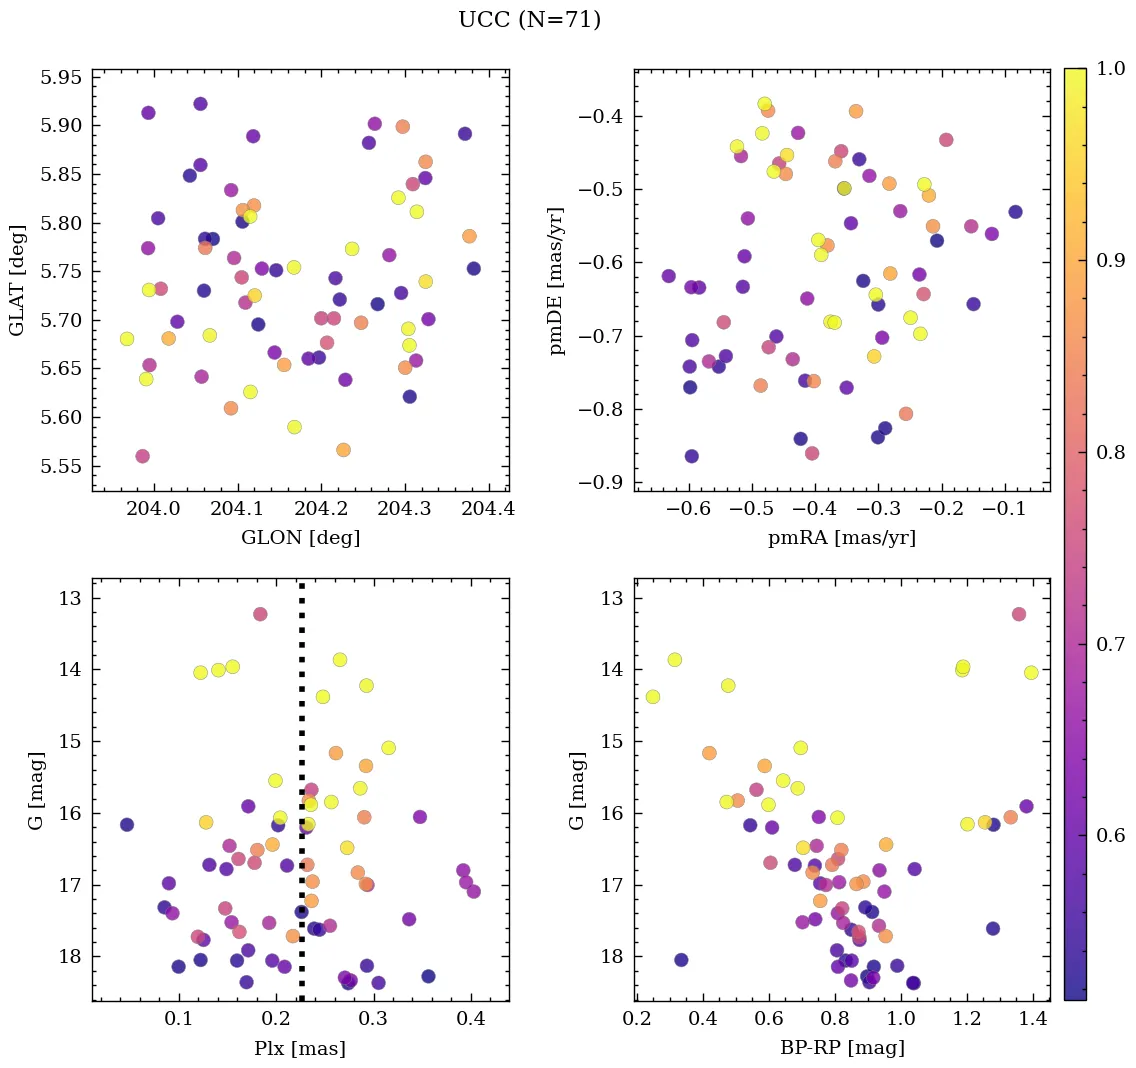 UCC (N=71)
5.95
5.90
5.85
5.80
5.75
5.70
5.65
5.60
5.55
GLAT [deg]
204.0 204.1 204.2 204.3 204.4
GLON [deg]
−0.4
−0.5
−0.6
−0.7
−0.8
−0.9
pmDE [mas/yr]
−0.6 −0.5 −0.4 −0.3 −0.2 −0.1
pmRA [mas/yr]
13
14
15
16
17
18
G [mag]
0.1 0.2 0.3 0.4
Plx [mas]
13
14
15
16
17
18
G [mag]
0.2 0.4 0.6 0.8 1.0 1.2 1.4
BP-RP [mag]
1.0
0.9
0.8
0.7
0.6